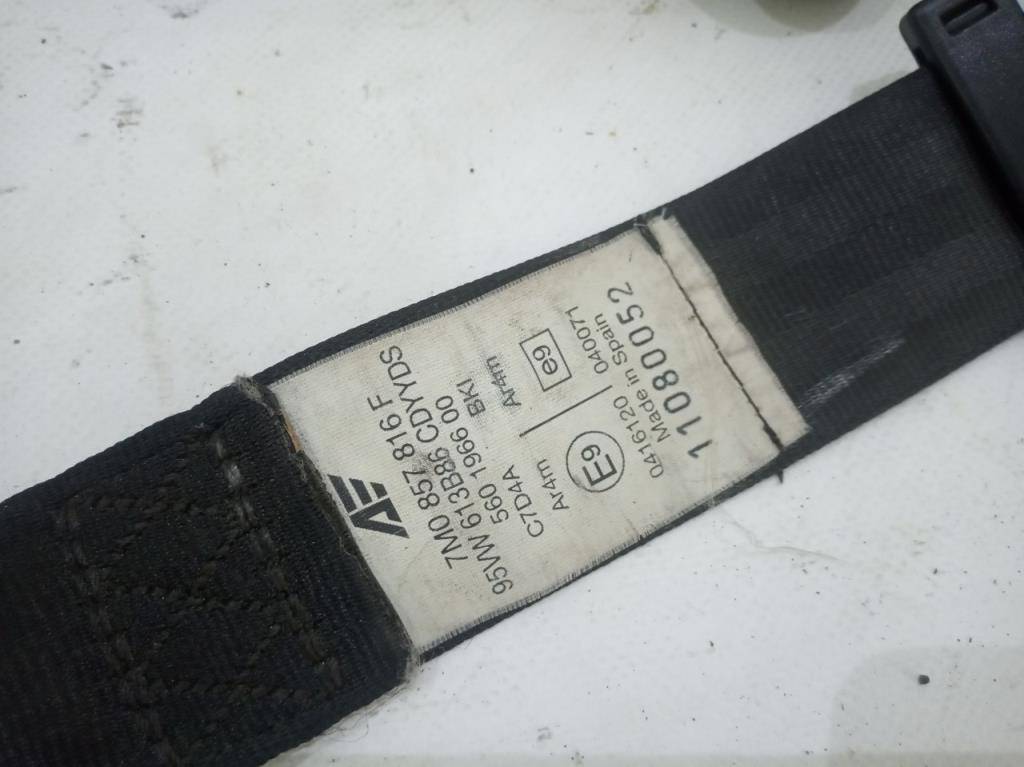 7M0 857 816 F
95VW 613B86 CDYYDS
560 1966 00
C7D4A BKI
Ar4m Ar4m
E9 e9
0416120 040071
Made in Spain
11080052